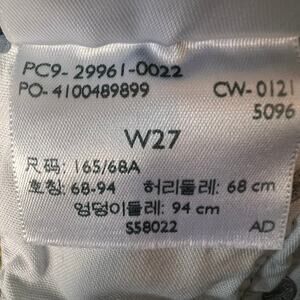 PC9- 29961-0022
PO- 4100489899 CW- 0121
5096
W27
尺码: 165/68A
호칭: 68-94 허리둘레: 68 cm
엉덩이둘레: 94 cm
S58022 AD